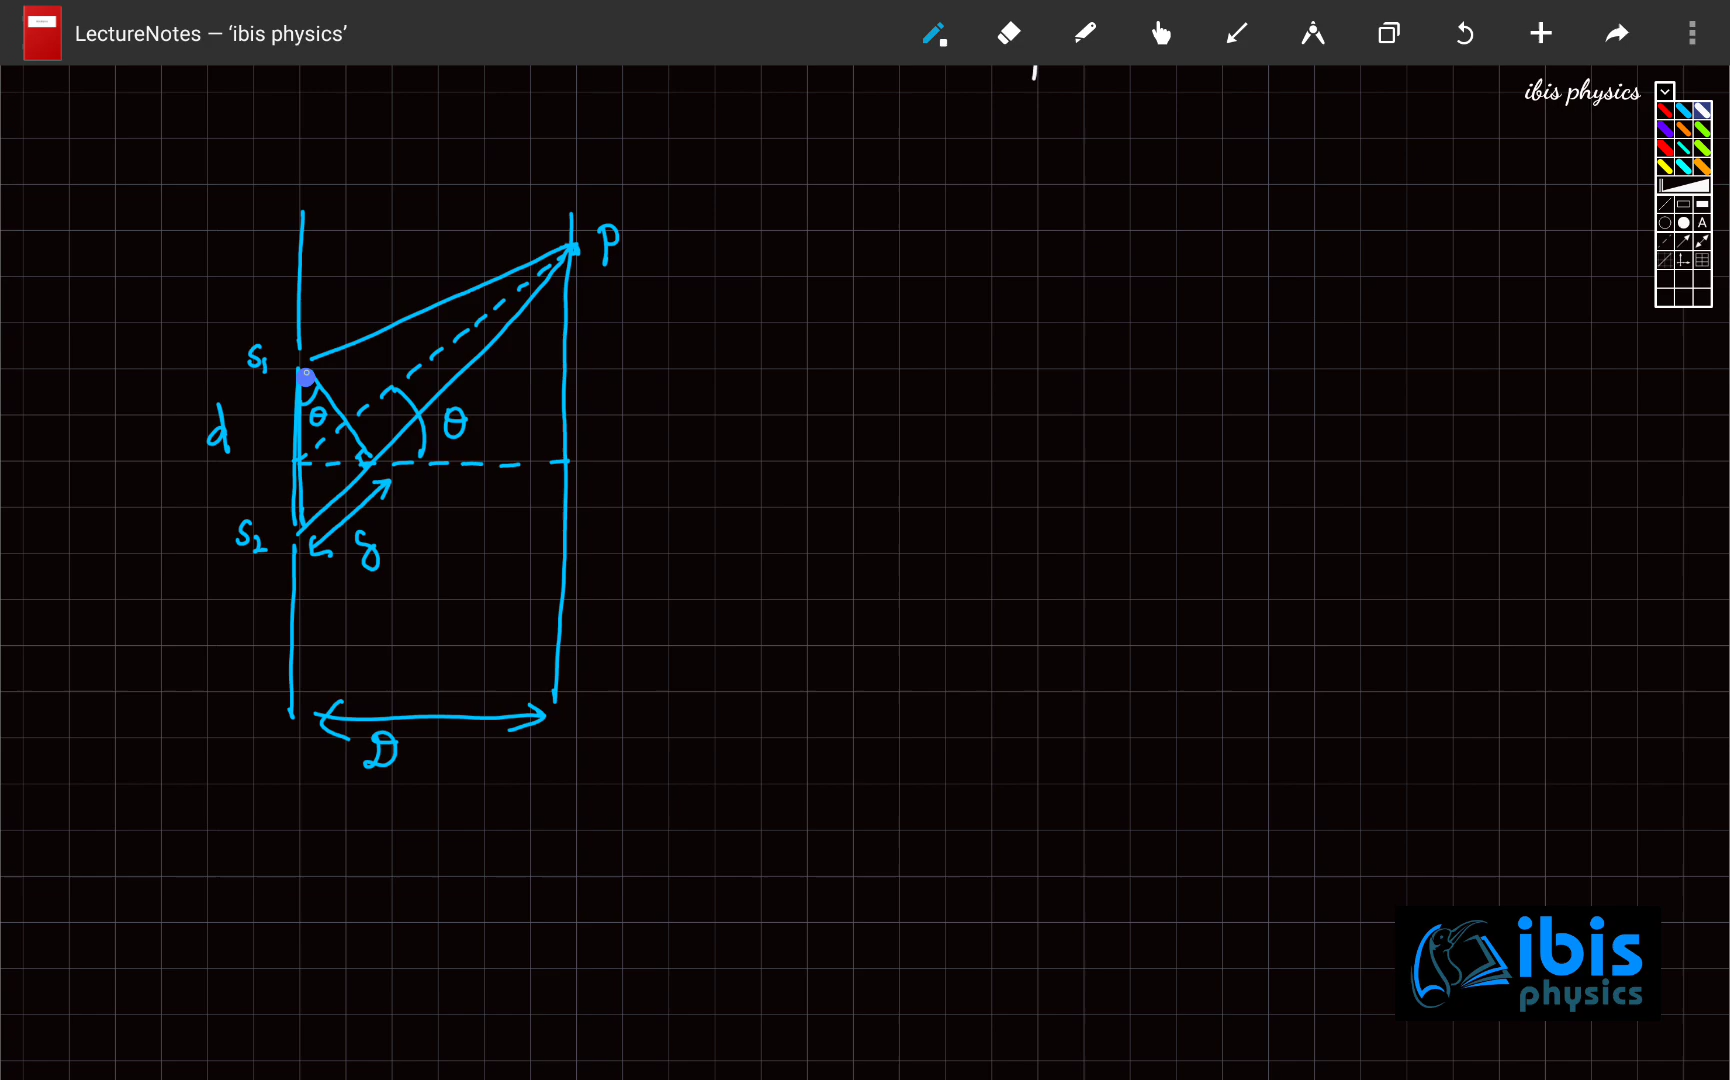 LectureNotes — ‘ibis physics’
ibis physics
A
P
S1
θ
θ
d
S2
δ
D
ibis
physics